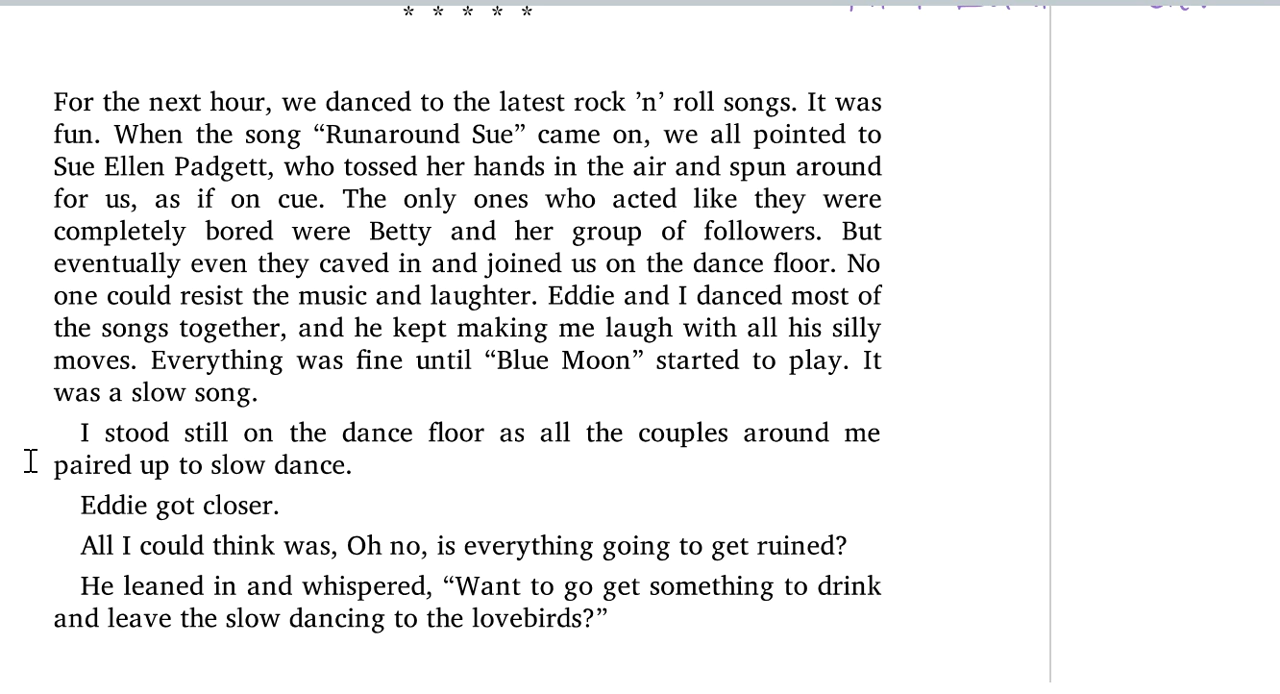 * * * * *
For the next hour, we danced to the latest rock ’n’ roll songs. It was
fun. When the song “Runaround Sue” came on, we all pointed to
Sue Ellen Padgett, who tossed her hands in the air and spun around
for us, as if on cue. The only ones who acted like they were
completely bored were Betty and her group of followers. But
eventually even they caved in and joined us on the dance floor. No
one could resist the music and laughter. Eddie and I danced most of
the songs together, and he kept making me laugh with all his silly
moves. Everything was fine until “Blue Moon” started to play. It
was a slow song.
I stood still on the dance floor as all the couples around me
paired up to slow dance.
Eddie got closer.
All I could think was, Oh no, is everything going to get ruined?
He leaned in and whispered, “Want to go get something to drink
and leave the slow dancing to the lovebirds?”